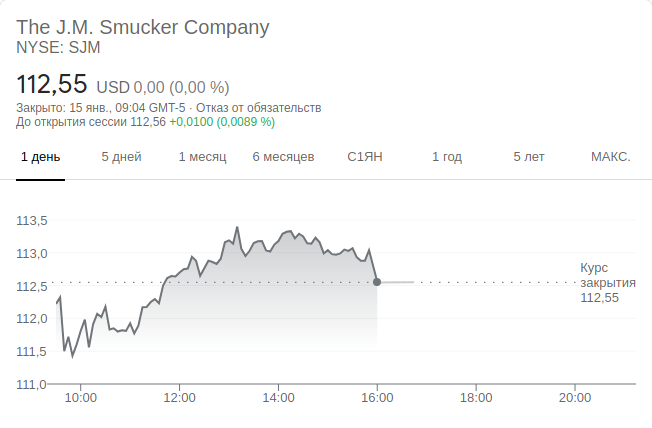 The J.M. Smucker Company
NYSE: SJM
112,55 USD 0,00 (0,00 %)
Закрыто: 15 янв., 09:04 GMT-5 · Отказ от обязательств
До открытия сессии 112,56 +0,0100 (0,0089 %)
1 день 5 дней 1 месяц 6 месяцев С1ЯН 1 год 5 лет МАКС.
113,5
113,0
112,5
112,0
111,5
111,0
Курс
закрытия
112,55
10:00 12:00 14:00 16:00 18:00 20:00